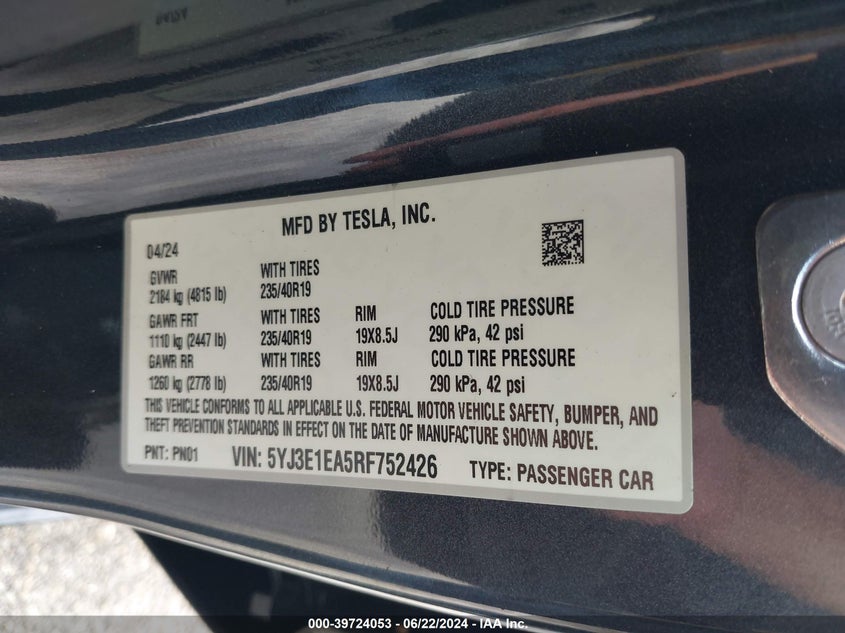 MFD BY TESLA, INC.
04/24
GVWR WITH TIRES
2184 kg (4815 lb) 235/40R19
GAWR FRT WITH TIRES RIM COLD TIRE PRESSURE
1110 kg (2447 lb) 235/40R19 19X8.5J 290 kPa, 42 psi
GAWR RR WITH TIRES RIM COLD TIRE PRESSURE
1260 kg (2778 lb) 235/40R19 19X8.5J 290 kPa, 42 psi
THIS VEHICLE CONFORMS TO ALL APPLICABLE U.S. FEDERAL MOTOR VEHICLE SAFETY, BUMPER, AND
THEFT PREVENTION STANDARDS IN EFFECT ON THE DATE OF MANUFACTURE SHOWN ABOVE.
PNT: PN01 VIN: 5YJ3E1EA5RF752426 TYPE: PASSENGER CAR
000-39724053 - 06/22/2024 - IAA Inc.